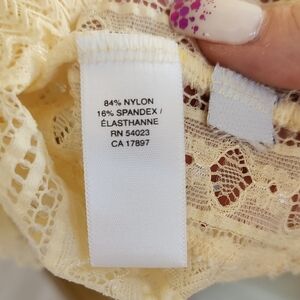 84% NYLON
16% SPANDEX /
ÉLASTHANNE
RN 54023
CA 17897